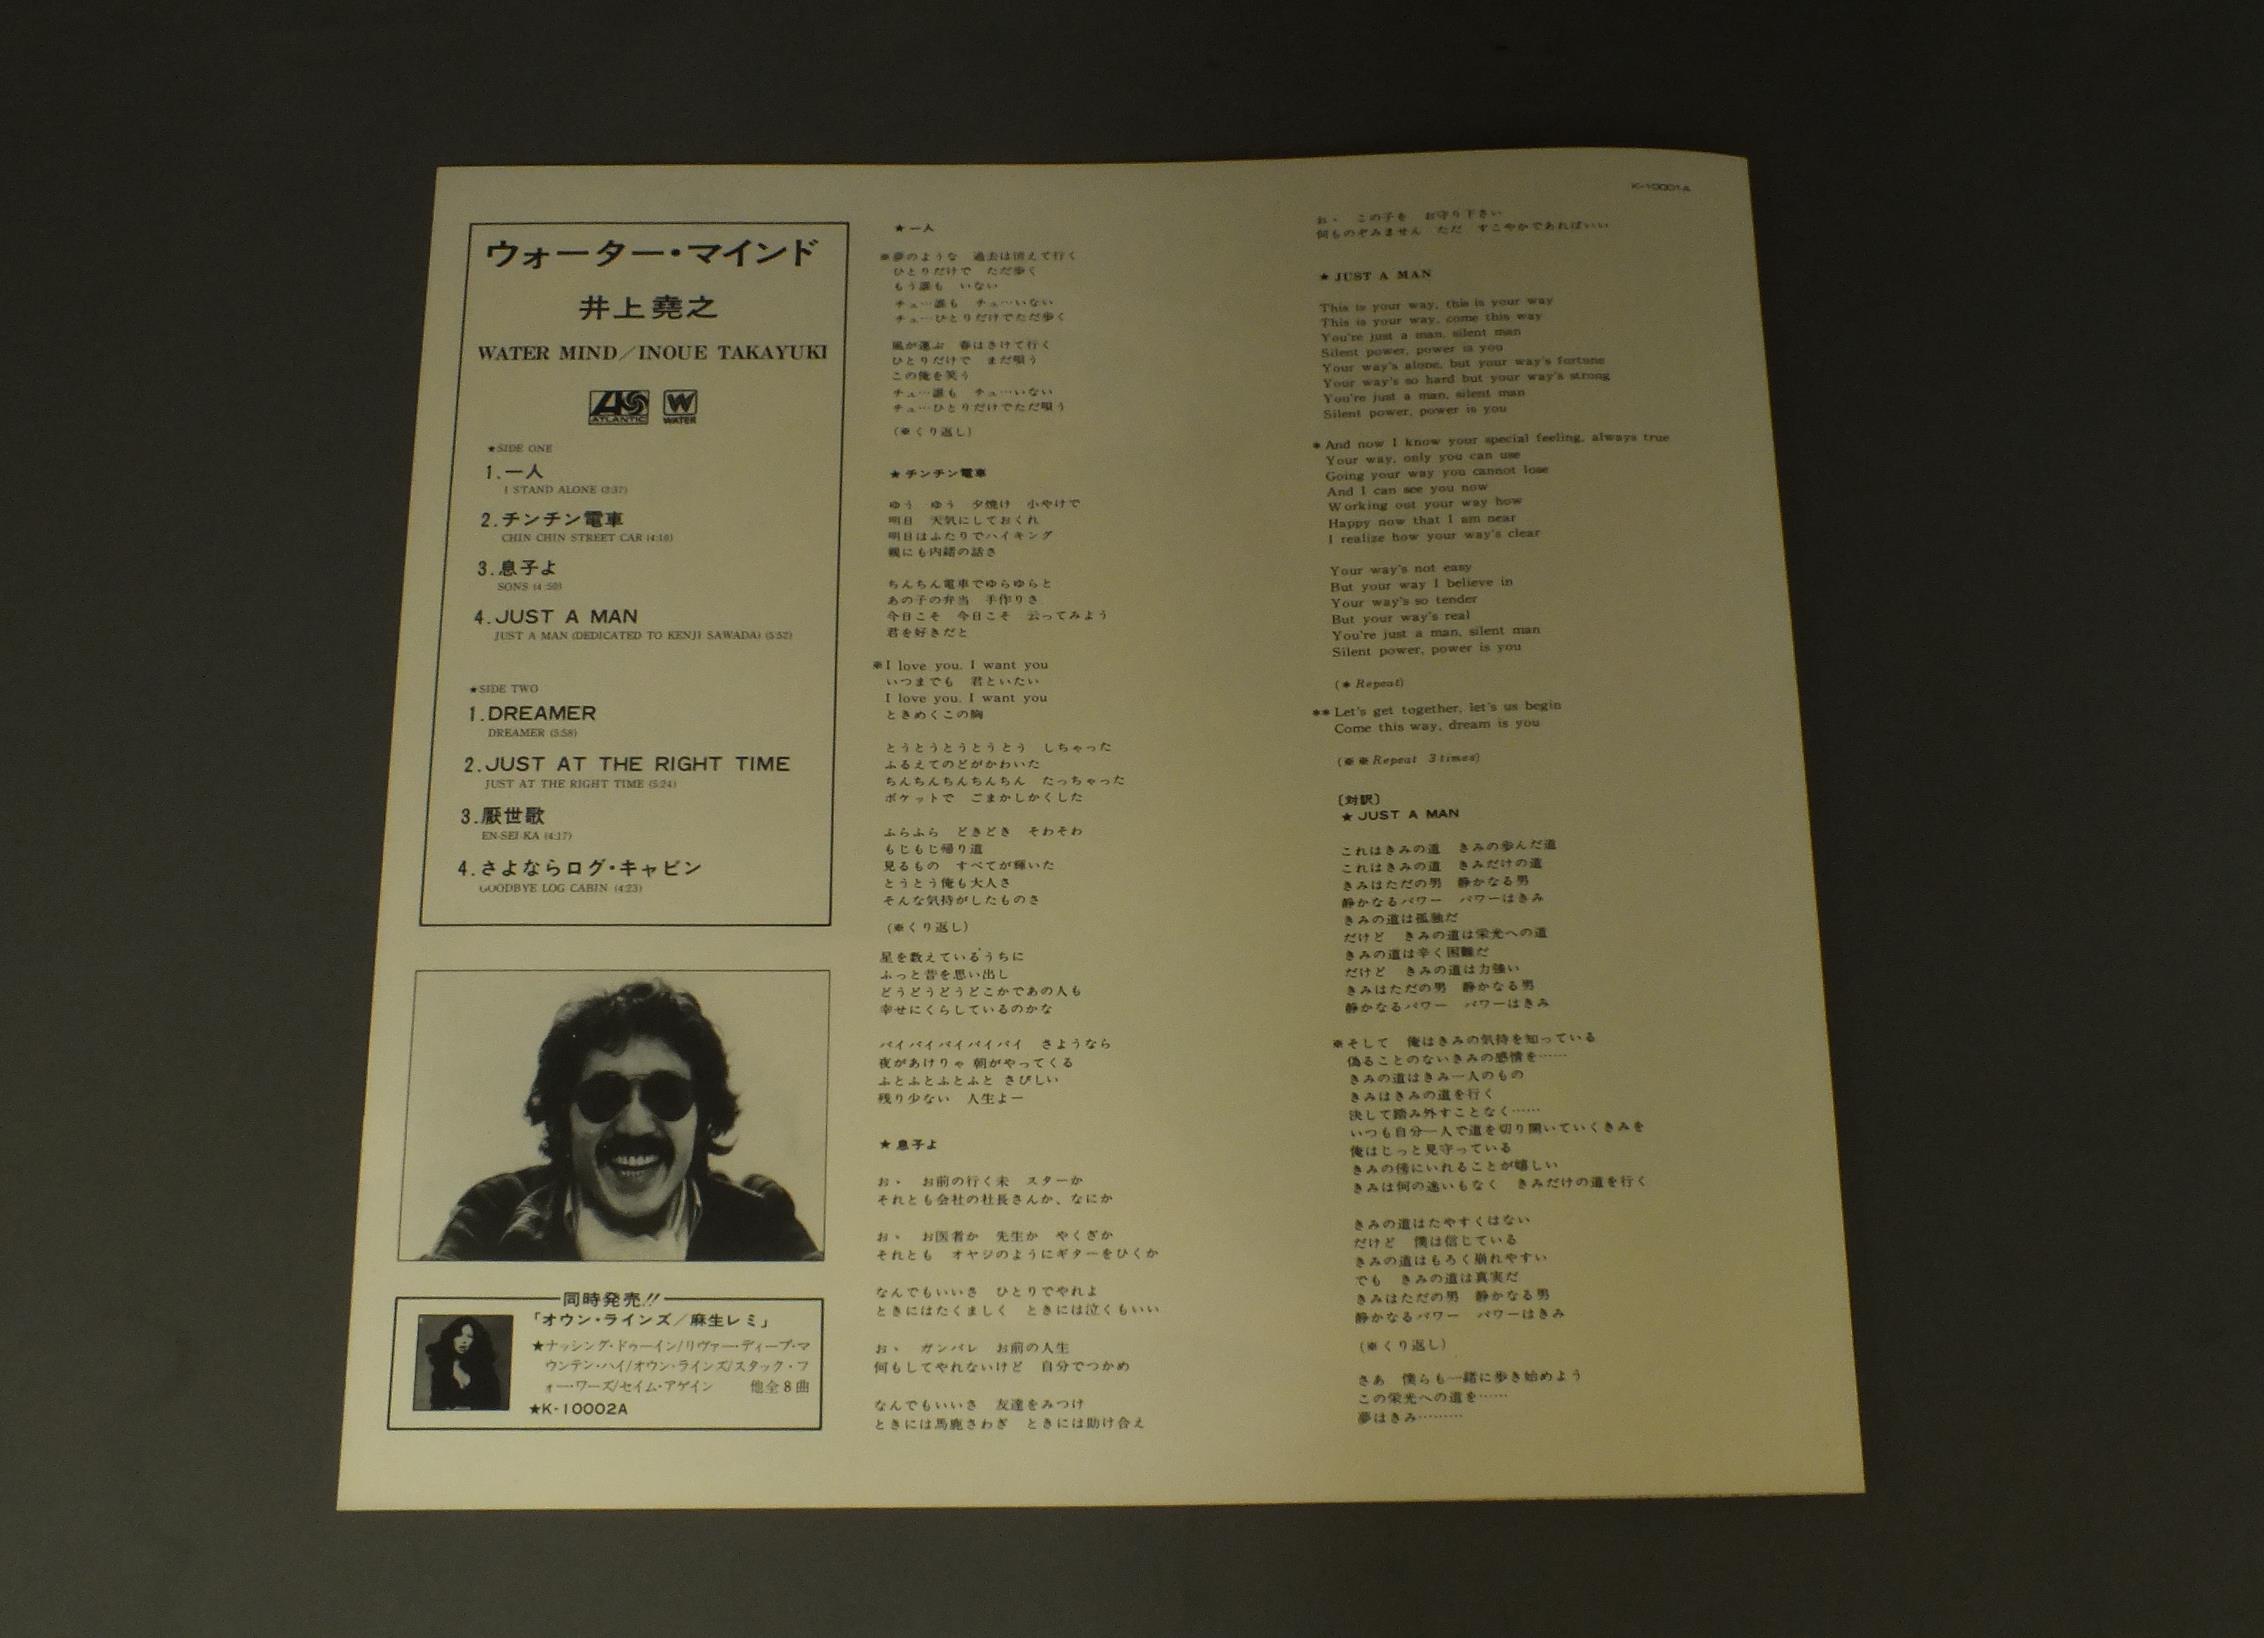 ウォーター・マインド
井上堯之
WATER MIND／INOUE TAKAYUKI
ATLANTIC
WATER
★SIDE ONE
1.一人
I STAND ALONE (3:37)
2.チンチン電車
CHIN CHIN STREET CAR (4:10)
3.息子よ
SONS (4:50)
4.JUST A MAN
JUST A MAN (DEDICATED TO KENJI SAWADA) (5:52)
★SIDE TWO
1.DREAMER
DREAMER (5:58)
2.JUST AT THE RIGHT TIME
JUST AT THE RIGHT TIME (5:24)
3.厭世歌
EN-SEI-KA (4:17)
4.さよならログ・キャビン
GOODBYE LOG CABIN (4:23)
同時発売!!
「オウン・ラインズ／麻生レミ」
★ナッシング・ドゥーイン/リヴァー・ディープ・マ
ウンテン・ハイ/オウン・ラインズ/スタック・フ
ォー・ワーズ/セイム・アゲイン　他全8曲
★K-10002A
★一人
※夢のような　過去は消えて行く
ひとりだけで　ただ歩く
もう誰も　いない
チュ…誰も　チュ…いない
チュ…ひとりだけでただ歩く
風が運ぶ　春はさけて行く
ひとりだけで　まだ唄う
この俺を笑う
チュ…誰も　チュ…いない
チュ…ひとりだけでただ唄う
(※くり返し)
★チンチン電車
ゆう　ゆう　夕焼け　小やけで
明日　天気にしておくれ
明日はふたりでハイキング
親にも内緒の話さ
ちんちん電車でゆらゆらと
あの子の弁当　手作りさ
今日こそ　今日こそ　云ってみよう
君を好きだと
※I love you. I want you
いつまでも　君といたい
I love you. I want you
ときめくこの胸
とうとうとうとうとう　しちゃった
ふるえてのどがかわいた
ちんちんちんちんちん　たっちゃった
ポケットで　ごまかしかくした
ふらふら　どきどき　そわそわ
もじもじ帰り道
見るもの　すべてが輝いた
とうとう俺も大人さ
そんな気持がしたものさ
(※くり返し)
星を数えているうちに
ふっと昔を思い出し
どうどうどうどこかであの人も
幸せにくらしているのかな
バイバイバイバイバイ　さようなら
夜があけりゃ 朝がやってくる
ふとふとふとふと さびしい
残り少ない　人生よー
★息子よ
お、　お前の行く末　スターか
それとも会社の社長さんか、なにか
お、　お医者か　先生か　やくざか
それとも　オヤジのようにギターをひくか
なんでもいいさ　ひとりでやれよ
ときにはたくましく　ときには泣くもいい
お、　ガンバレ　お前の人生
何もしてやれないけど　自分でつかめ
なんでもいいさ　友達をみつけ
ときには馬鹿さわぎ　ときには助け合え
K-10001A
お、　この子を　お守り下さい
何ものぞみません　ただ　すこやかであればいい
★JUST A MAN
This is your way, this is your way
This is your way, come this way
You're just a man, silent man
Silent power, power is you
Your way's alone, but your way's fortune
Your way's so hard but your way's strong
You're just a man, silent man
Silent power, power is you
＊And now I know your special feeling, always true
Your way, only you can use
Going your way you cannot lose
And I can see you now
Working out your way how
Happy now that I am near
I realize how your way's clear
Your way's not easy
But your way I believe in
Your way's so tender
But your way's real
You're just a man, silent man
Silent power, power is you
(＊Repeat)
＊＊Let's get together, let's us begin
Come this way, dream is you
(※※Repeat 3 times)
〔対訳〕
★JUST A MAN
これはきみの道　きみの歩んだ道
これはきみの道　きみだけの道
きみはただの男　静かなる男
静かなるパワー　パワーはきみ
きみの道は孤独だ
だけど　きみの道は栄光への道
きみの道は辛く困難だ
だけど　きみの道は力強い
きみはただの男　静かなる男
静かなるパワー　パワーはきみ
※そして　俺はきみの気持を知っている
偽ることのないきみの感情を……
きみの道はきみ一人のもの
きみはきみの道を行く
決して踏み外すことなく……
いつも自分一人で道を切り開いていくきみを
俺はじっと見守っている
きみの傍にいれることが嬉しい
きみは何の迷いもなく　きみだけの道を行く
きみの道はたやすくはない
だけど　僕は信じている
きみの道はもろく崩れやすい
でも　きみの道は真実だ
きみはただの男　静かなる男
静かなるパワー　パワーはきみ
(※くり返し)
さあ　僕らも一緒に歩き始めよう
この栄光への道を……
夢はきみ………